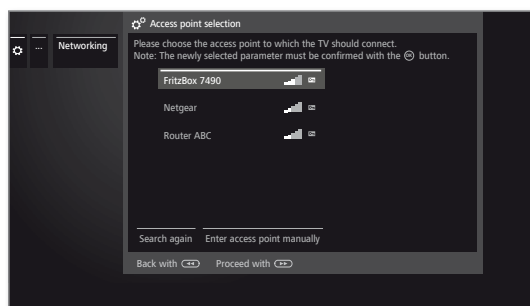 Access point selection
... Networking
Please choose the access point to which the TV should connect.
Note: The newly selected parameter must be confirmed with the OK button.
FritzBox 7490
Netgear
Router ABC
Search again Enter access point manually
Back with Proceed with